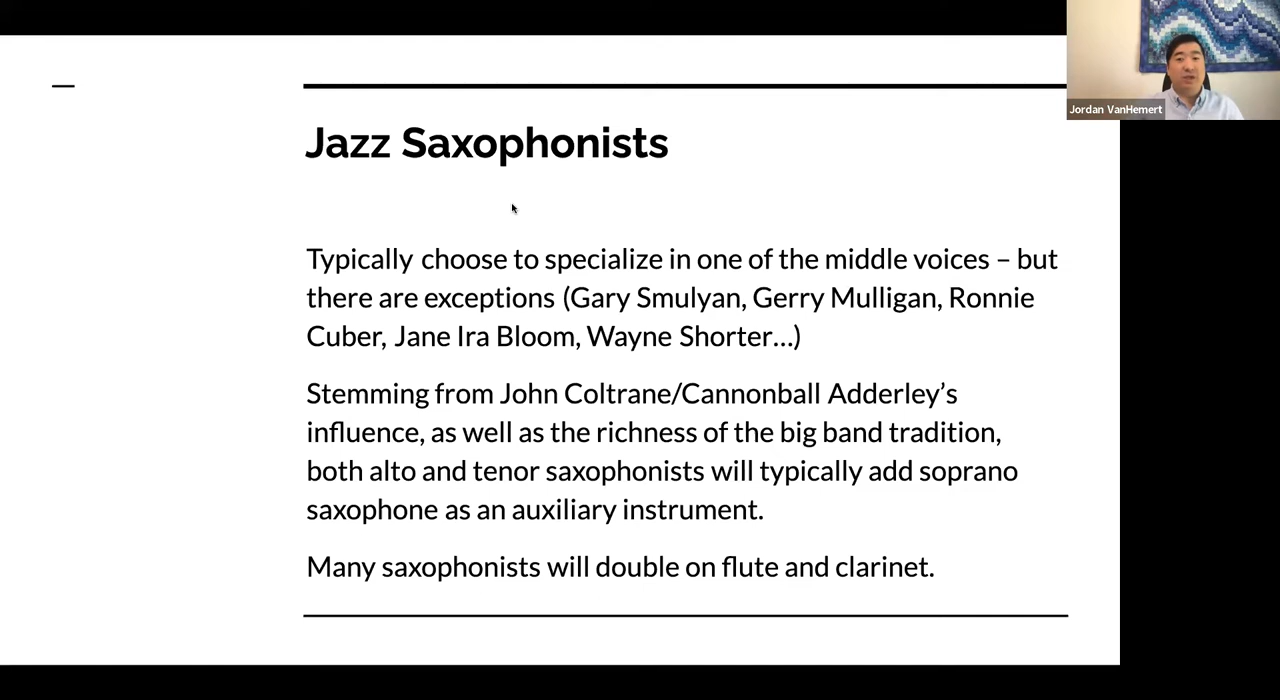 Jordan VanHemert
Jazz Saxophonists
Typically choose to specialize in one of the middle voices – but
there are exceptions (Gary Smulyan, Gerry Mulligan, Ronnie
Cuber, Jane Ira Bloom, Wayne Shorter...)
Stemming from John Coltrane/Cannonball Adderley’s
influence, as well as the richness of the big band tradition,
both alto and tenor saxophonists will typically add soprano
saxophone as an auxiliary instrument.
Many saxophonists will double on flute and clarinet.